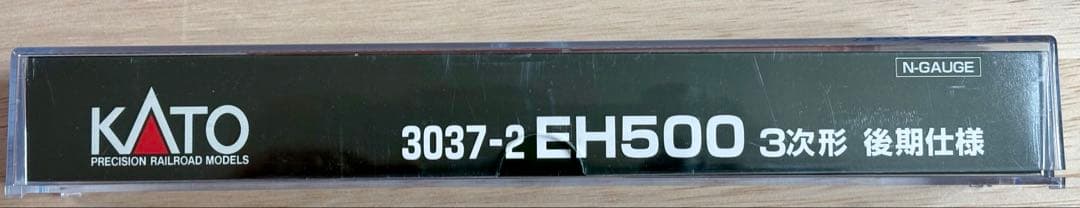 N-GAUGE
KATO
PRECISION RAILROAD MODELS
3037-2 EH500 3次形 後期仕様